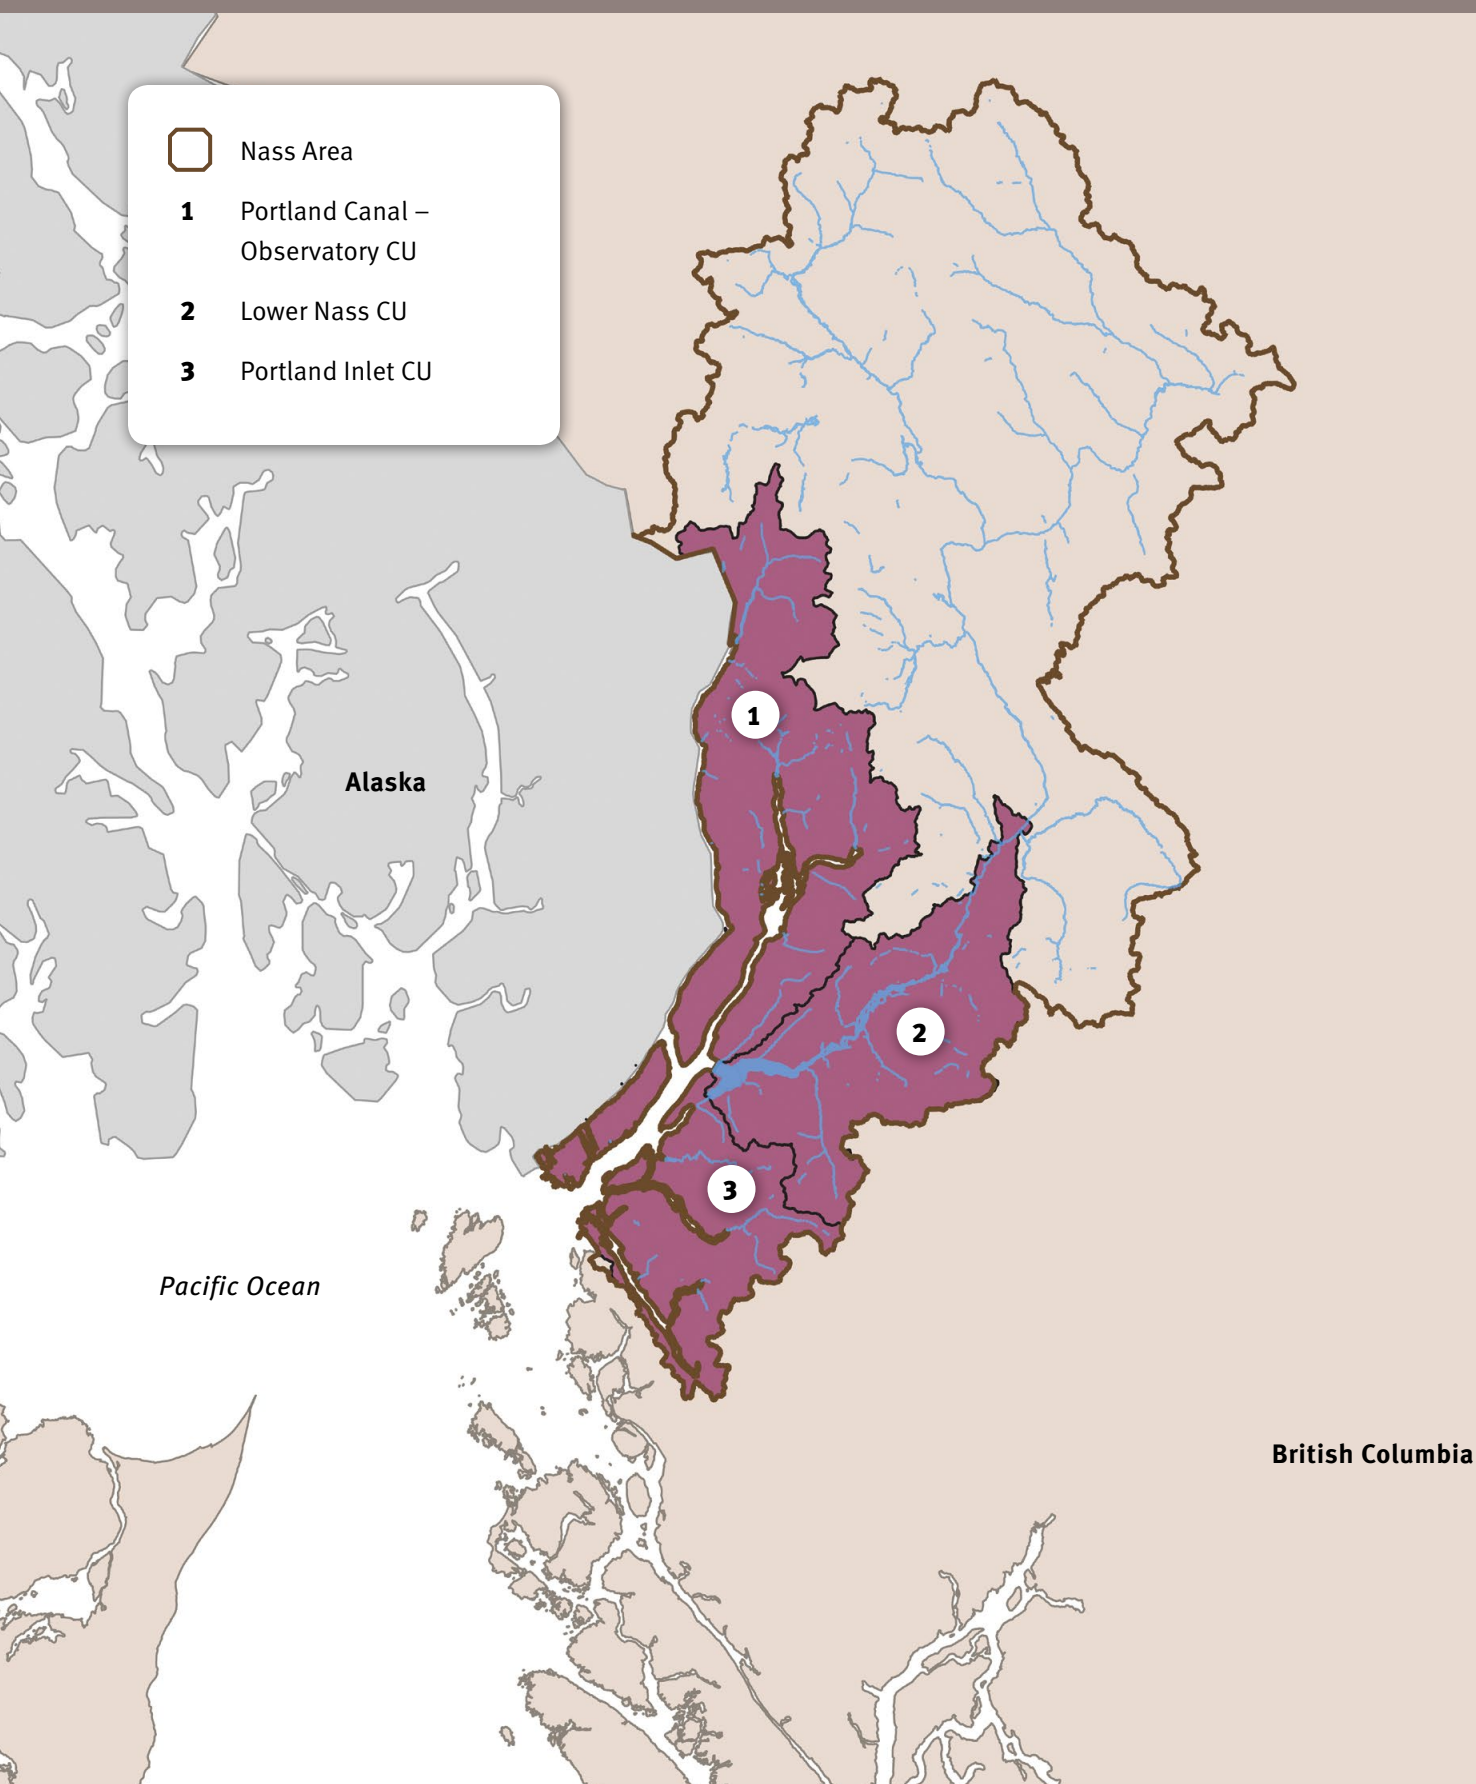 Nass Area
1 Portland Canal –
Observatory CU
2 Lower Nass CU
3 Portland Inlet CU
1
Alaska
2
3
Pacific Ocean
British Columbia